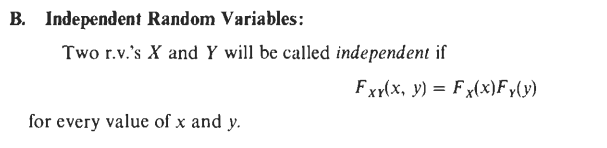 B. Independent Random Variables:
Two r.v.'s X and Y will be called independent if
F_XY(x, y) = F_X(x)F_Y(y)
for every value of x and y.